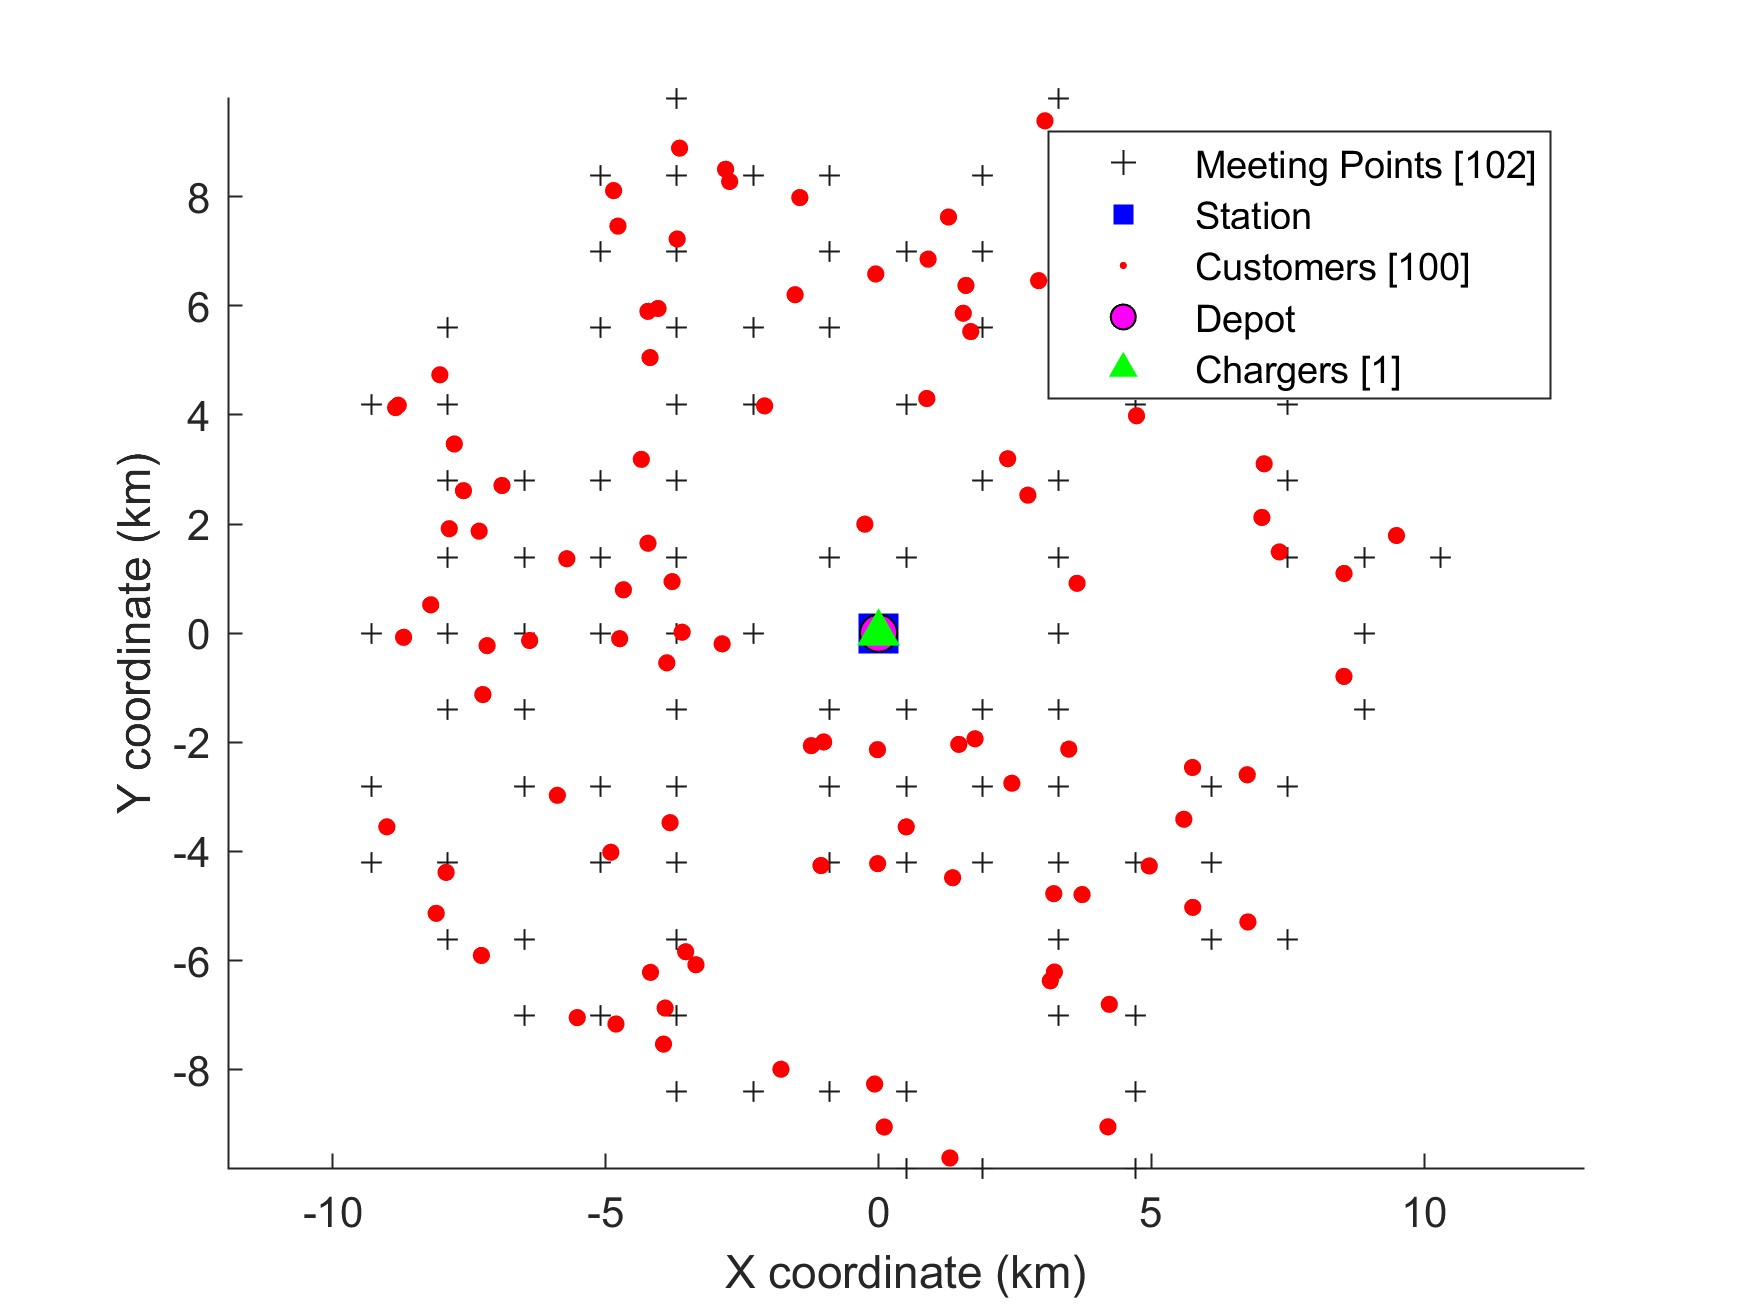 Meeting Points [102]
Station
Customers [100]
Depot
Chargers [1]
8
6
4
2
0
-2
-4
-6
-8
Y coordinate (km)
-10 -5 0 5 10
X coordinate (km)